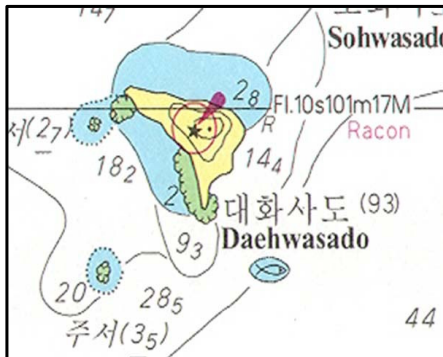 Sohwasado
2₈
Fl.10s101m17M
R
Racon
서(2₇)
18₂
14₄
2
대화사도 (93)
Daehwasado
9₃
20
28₅
주서(3₅)
44